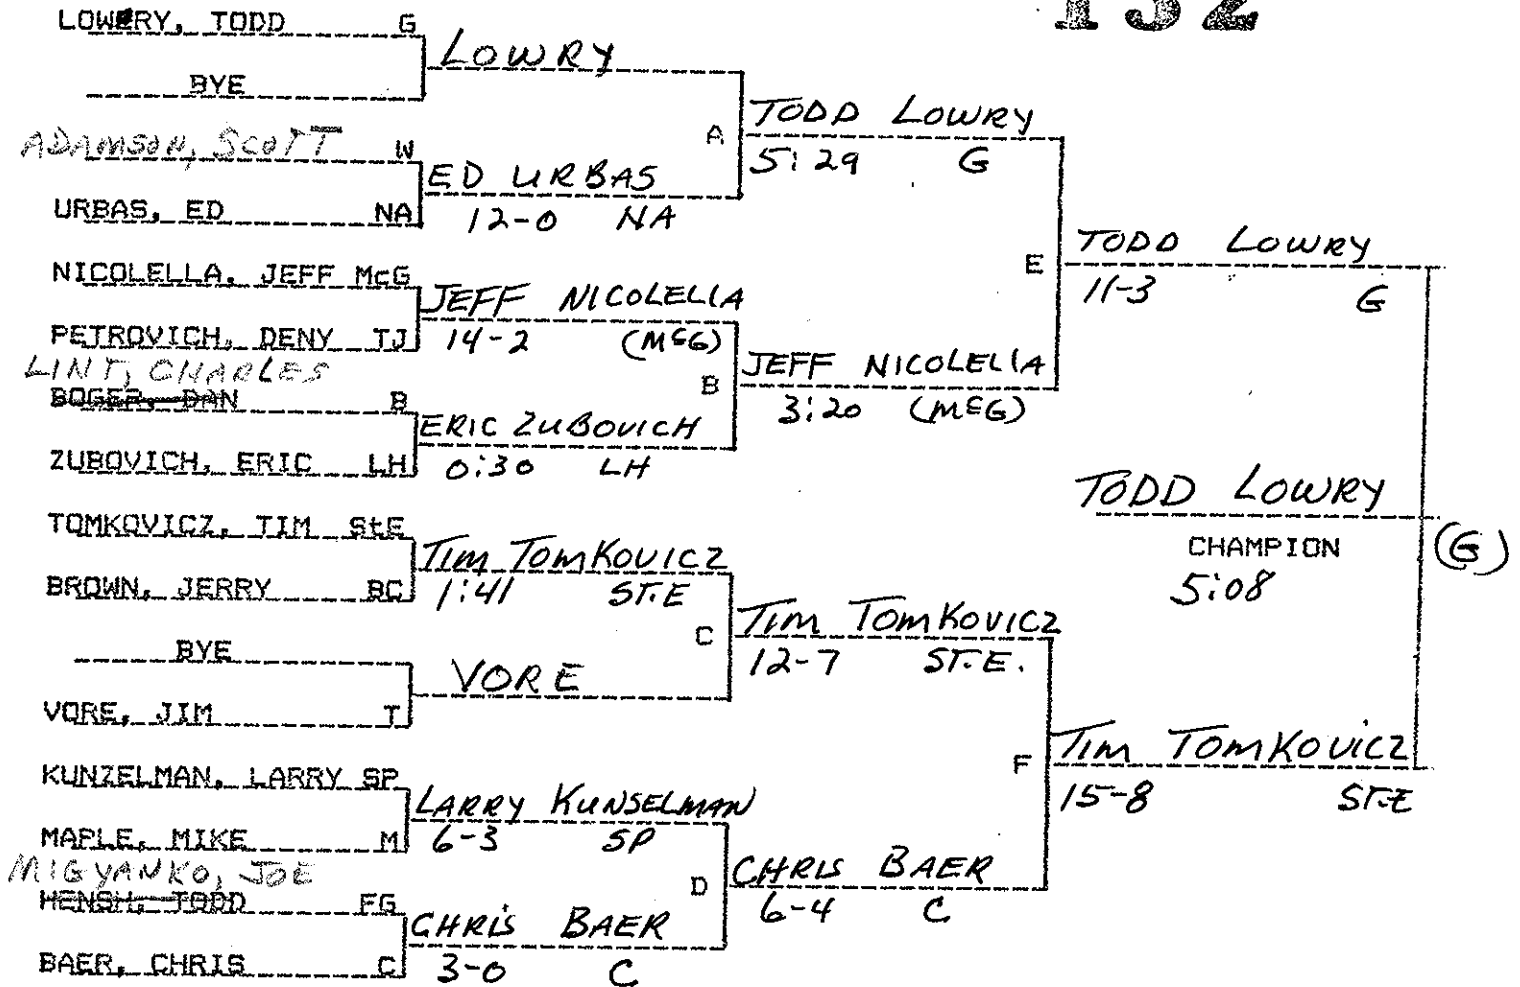 132
LOWERY, TODD G
LOWRY
BYE
TODD LOWRY
A
5:29 G
ADAMSON, SCOTT W
ED URBAS
12-0 NA
URBAS, ED NA
TODD LOWRY
E
11-3 G
NICOLELLA, JEFF McG
JEFF NICOLELLA
14-2 (McG)
PETROVICH, DENY TJ
JEFF NICOLELLA
B
3:20 (McG)
LINT, CHARLES
BOGER, DAN B
ERIC ZUBOVICH
0:30 LH
ZUBOVICH, ERIC LH
TODD LOWRY
CHAMPION (G)
5:08
TOMKOVICZ, TIM StE
TIM TOMKOVICZ
1:41 ST.E
BROWN, JERRY BC
TIM TOMKOVICZ
C
12-7 ST.E.
BYE
VORE
VORE, JIM T
TIM TOMKOVICZ
F
15-8 ST.E
KUNZELMAN, LARRY SP
LARRY KUNSELMAN
6-3 SP
MAPLE, MIKE M
CHRIS BAER
D
6-4 C
MIGYANKO, JOE
HENSH, TODD FG
CHRIS BAER
3-0 C
BAER, CHRIS C